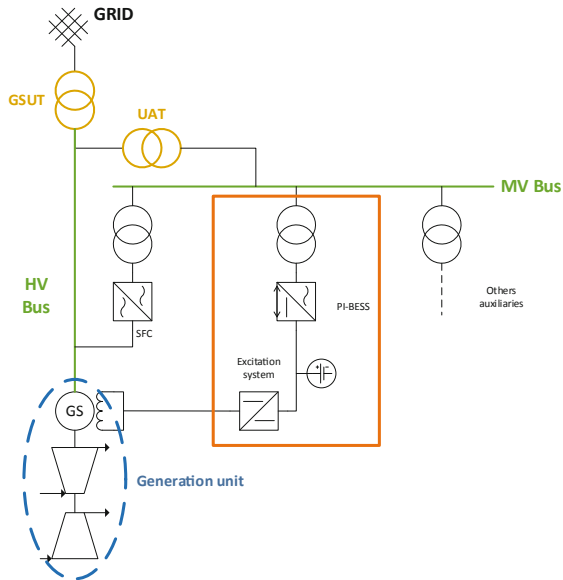 GRID
GSUT
UAT
MV Bus
HV
Bus
SFC
PI-BESS
Others
auxiliaries
Excitation
system
GS
Generation unit